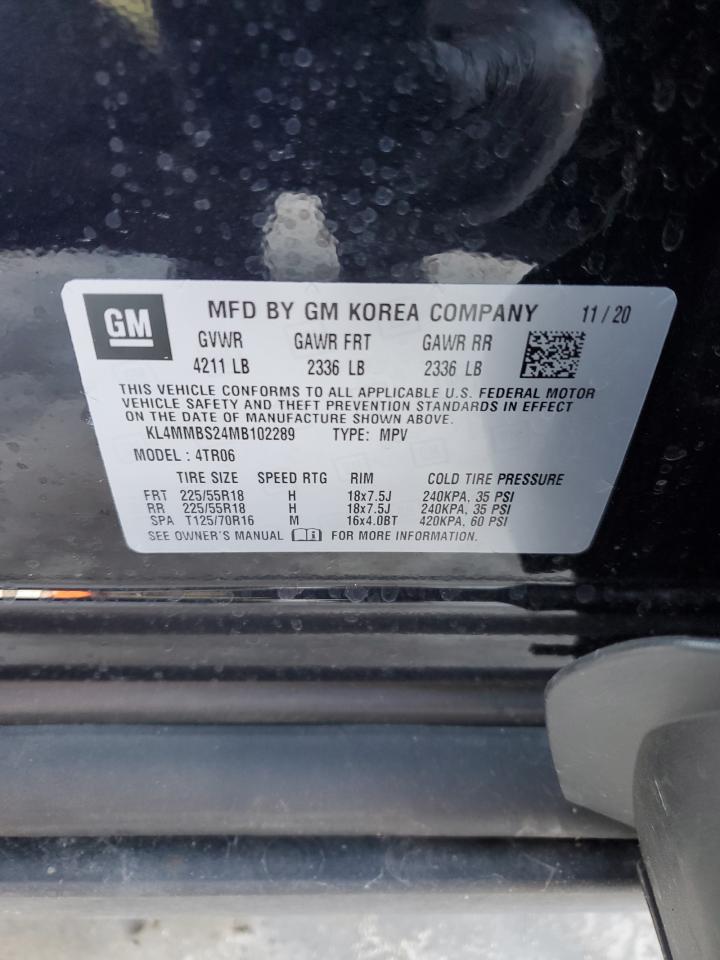 GM MFD BY GM KOREA COMPANY 11/20
GVWR GAWR FRT GAWR RR
4211 LB 2336 LB 2336 LB
THIS VEHICLE CONFORMS TO ALL APPLICABLE U.S. FEDERAL MOTOR
VEHICLE SAFETY AND THEFT PREVENTION STANDARDS IN EFFECT
ON THE DATE OF MANUFACTURE SHOWN ABOVE.
KL4MMBS24MB102289 TYPE: MPV
MODEL : 4TR06
TIRE SIZE SPEED RTG RIM COLD TIRE PRESSURE
FRT 225/55R18 H 18x7.5J 240KPA, 35 PSI
RR 225/55R18 H 18x7.5J 240KPA, 35 PSI
SPA T125/70R16 M 16x4.0BT 420KPA, 60 PSI
SEE OWNER'S MANUAL FOR MORE INFORMATION.